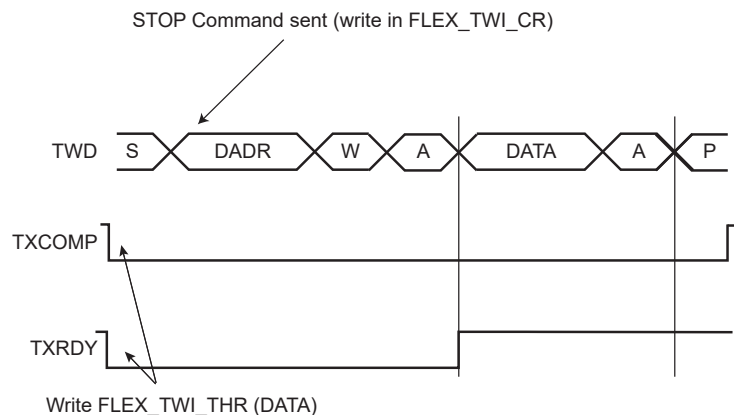 STOP Command sent (write in FLEX_TWI_CR)
TWD S DADR W A DATA A P
TXCOMP
TXRDY
Write FLEX_TWI_THR (DATA)